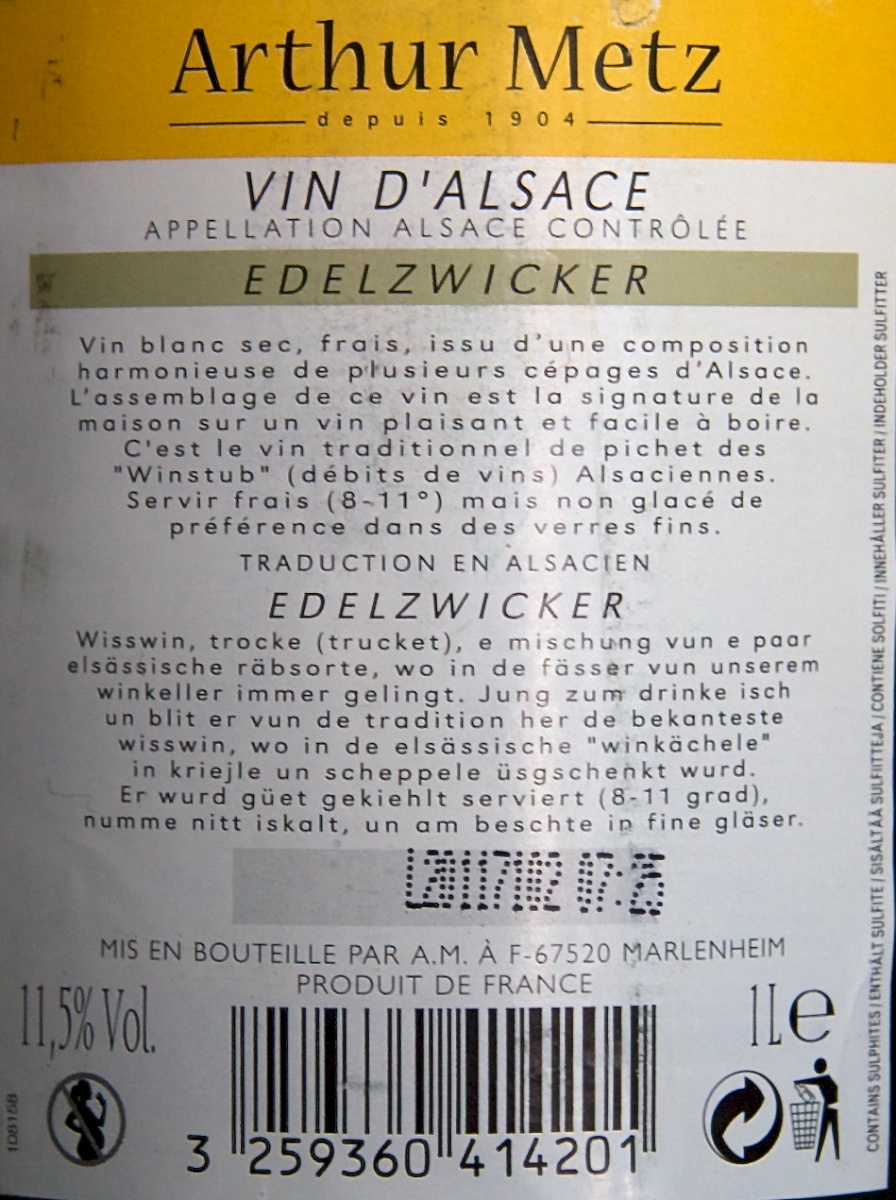 Arthur Metz
depuis 1904
VIN D'ALSACE
APPELLATION ALSACE CONTRÔLÉE
EDELZWICKER
Vin blanc sec, frais, issu d'une composition
harmonieuse de plusieurs cépages d'Alsace.
L'assemblage de ce vin est la signature de la
maison sur un vin plaisant et facile à boire.
C'est le vin traditionnel de pichet des
"Winstub" (débits de vins) Alsaciennes.
Servir frais (8-11°) mais non glacé de
préférence dans des verres fins.
TRADUCTION EN ALSACIEN
EDELZWICKER
Wisswin, trocke (trucket), e mischung vun e paar
elsässische räbsorte, wo in de fässer vun unserem
winkeller immer gelingt. Jung zum drinke isch
un blit er vun de tradition her de bekanteste
wisswin, wo in de elsässische "winkächele"
in kriejle un scheppele üsgschenkt wurd.
Er wurd güet gekiehlt serviert (8-11 grad),
numme nitt iskalt, un am beschte in fine gläser.
L20117102 07:25
MIS EN BOUTEILLE PAR A.M. À F-67520 MARLENHEIM
PRODUIT DE FRANCE
11,5% Vol.
1L e
3 259360 414201
108158
CONTAINS SULPHITES / ENTHÄLT SULFITE / SISÄLTÄÄ SULFIITTEJA / CONTIENE SOLFITI / INNEHÅLLER SULFITER / INDEHOLDER SULFITTER